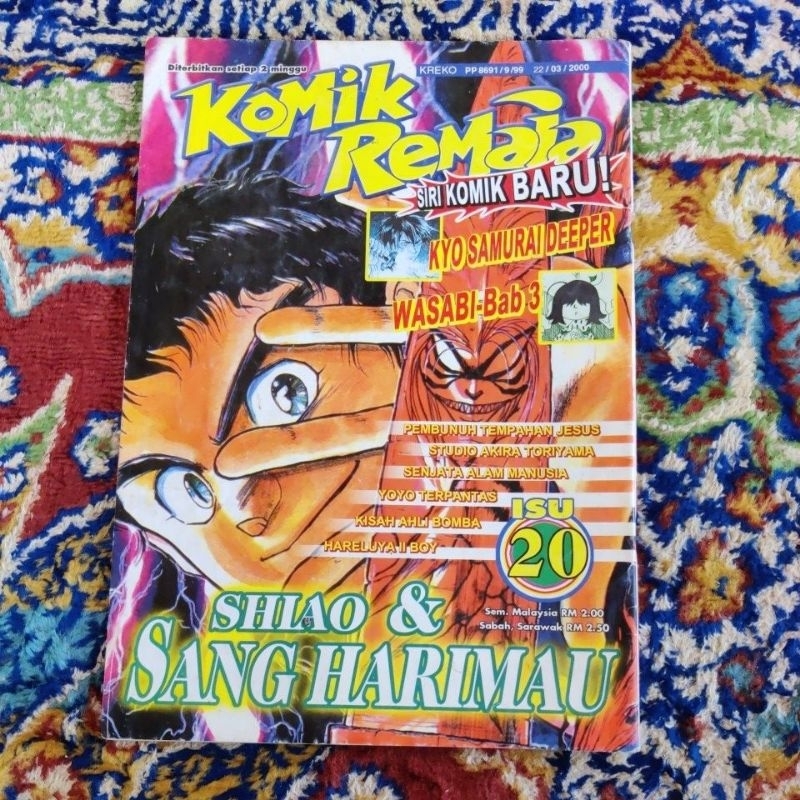 Diterbitkan setiap 2 minggu
KREKO PP 8691/9/99 22/03/2000
Komik
Remaja
SIRI KOMIK BARU!
KYO SAMURAI DEEPER
WASABI-Bab 3
PEMBUNUH TEMPAHAN JESUS
STUDIO AKIRA TORIYAMA
SENJATA ALAM MANUSIA
YOYO TERPANTAS
KISAH AHLI BOMBA
HARELUYA II BOY
ISU
20
Sem. Malaysia RM 2.00
Sabah, Sarawak RM 2.50
SHIAO &
SANG HARIMAU